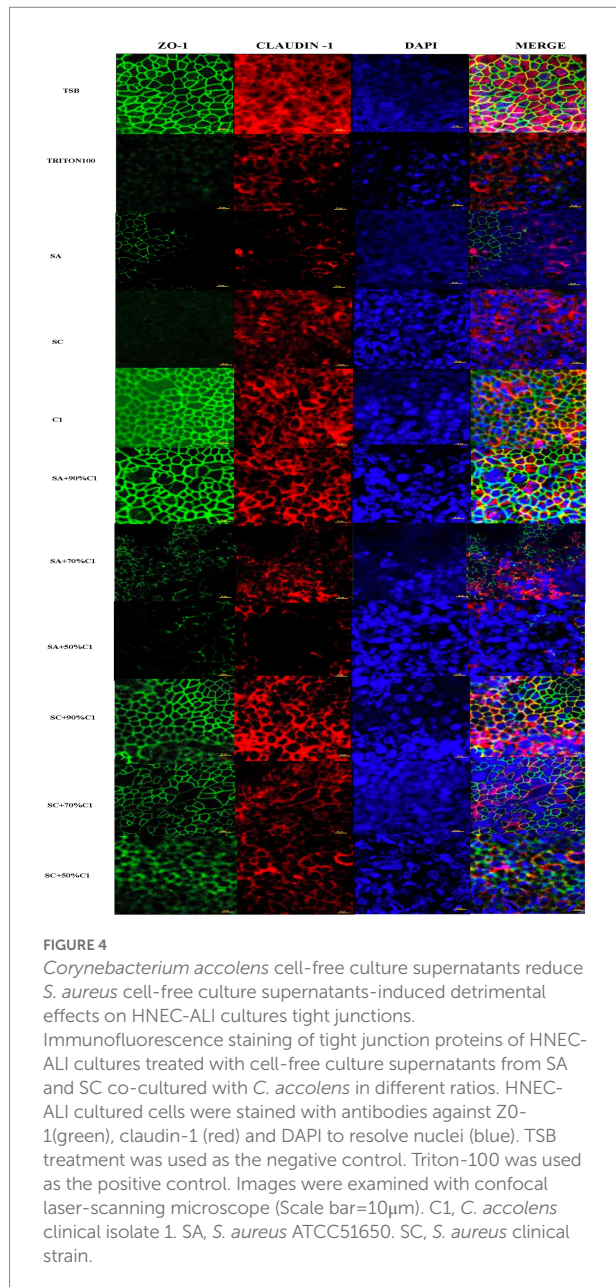 ZO-1 CLAUDIN -1 DAPI MERGE
TSB
TRITON100
SA
SC
C1
SA+90%C1
SA+70%C1
SA+50%C1
SC+90%C1
SC+70%C1
SC+50%C1
FIGURE 4
Corynebacterium accolens cell-free culture supernatants reduce
S. aureus cell-free culture supernatants-induced detrimental
effects on HNEC-ALI cultures tight junctions.
Immunofluorescence staining of tight junction proteins of HNEC-
ALI cultures treated with cell-free culture supernatants from SA
and SC co-cultured with C. accolens in different ratios. HNEC-
ALI cultured cells were stained with antibodies against Z0-
1(green), claudin-1 (red) and DAPI to resolve nuclei (blue). TSB
treatment was used as the negative control. Triton-100 was used
as the positive control. Images were examined with confocal
laser-scanning microscope (Scale bar=10μm). C1, C. accolens
clinical isolate 1. SA, S. aureus ATCC51650. SC, S. aureus clinical
strain.